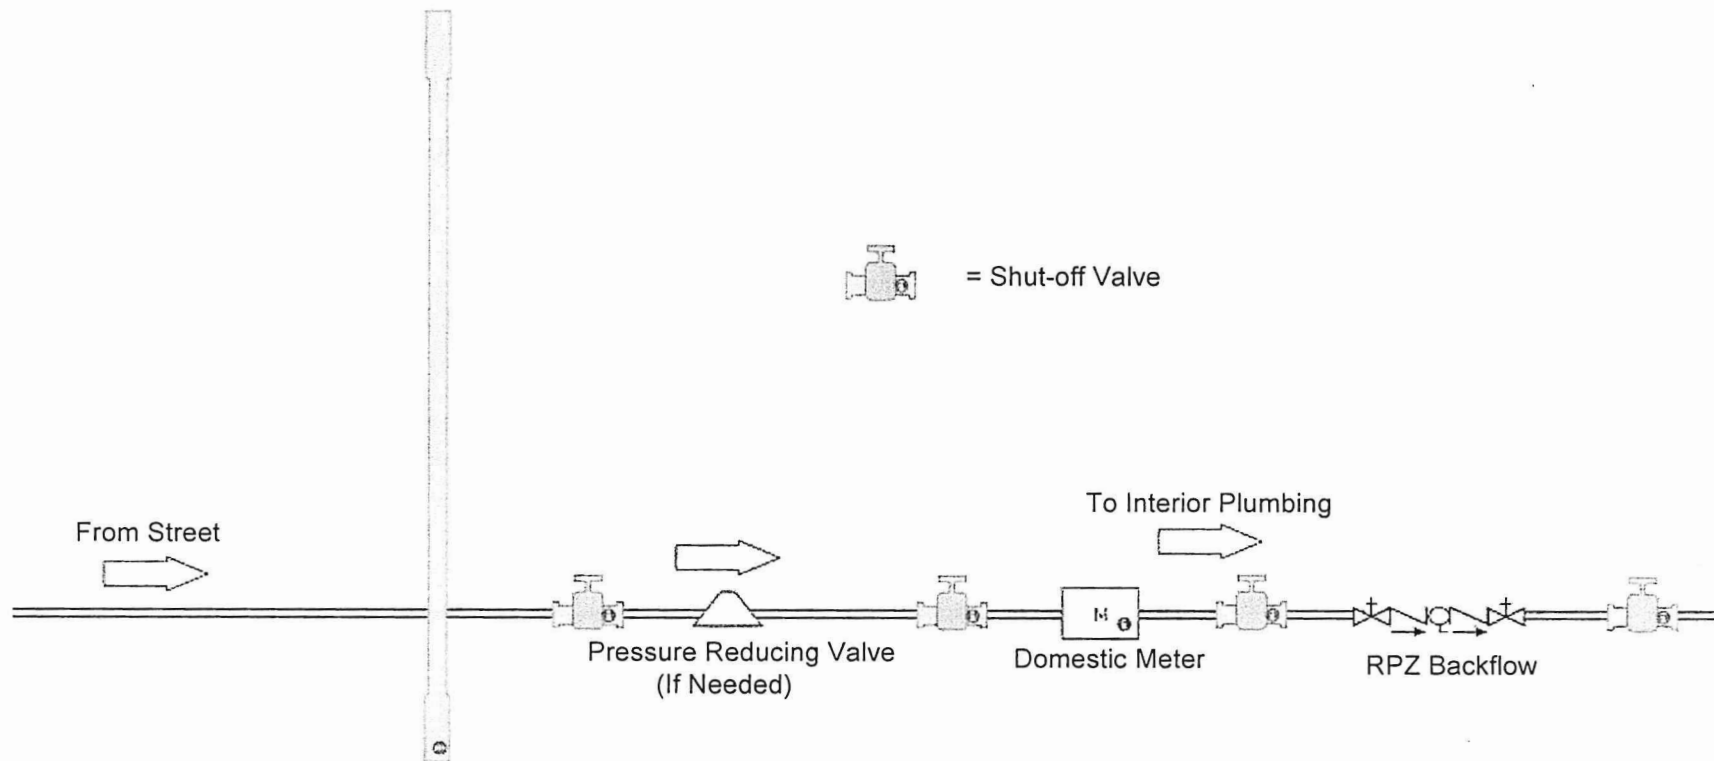 = Shut-off Valve
From Street
To Interior Plumbing
Pressure Reducing Valve
(If Needed)
M
Domestic Meter
RPZ Backflow